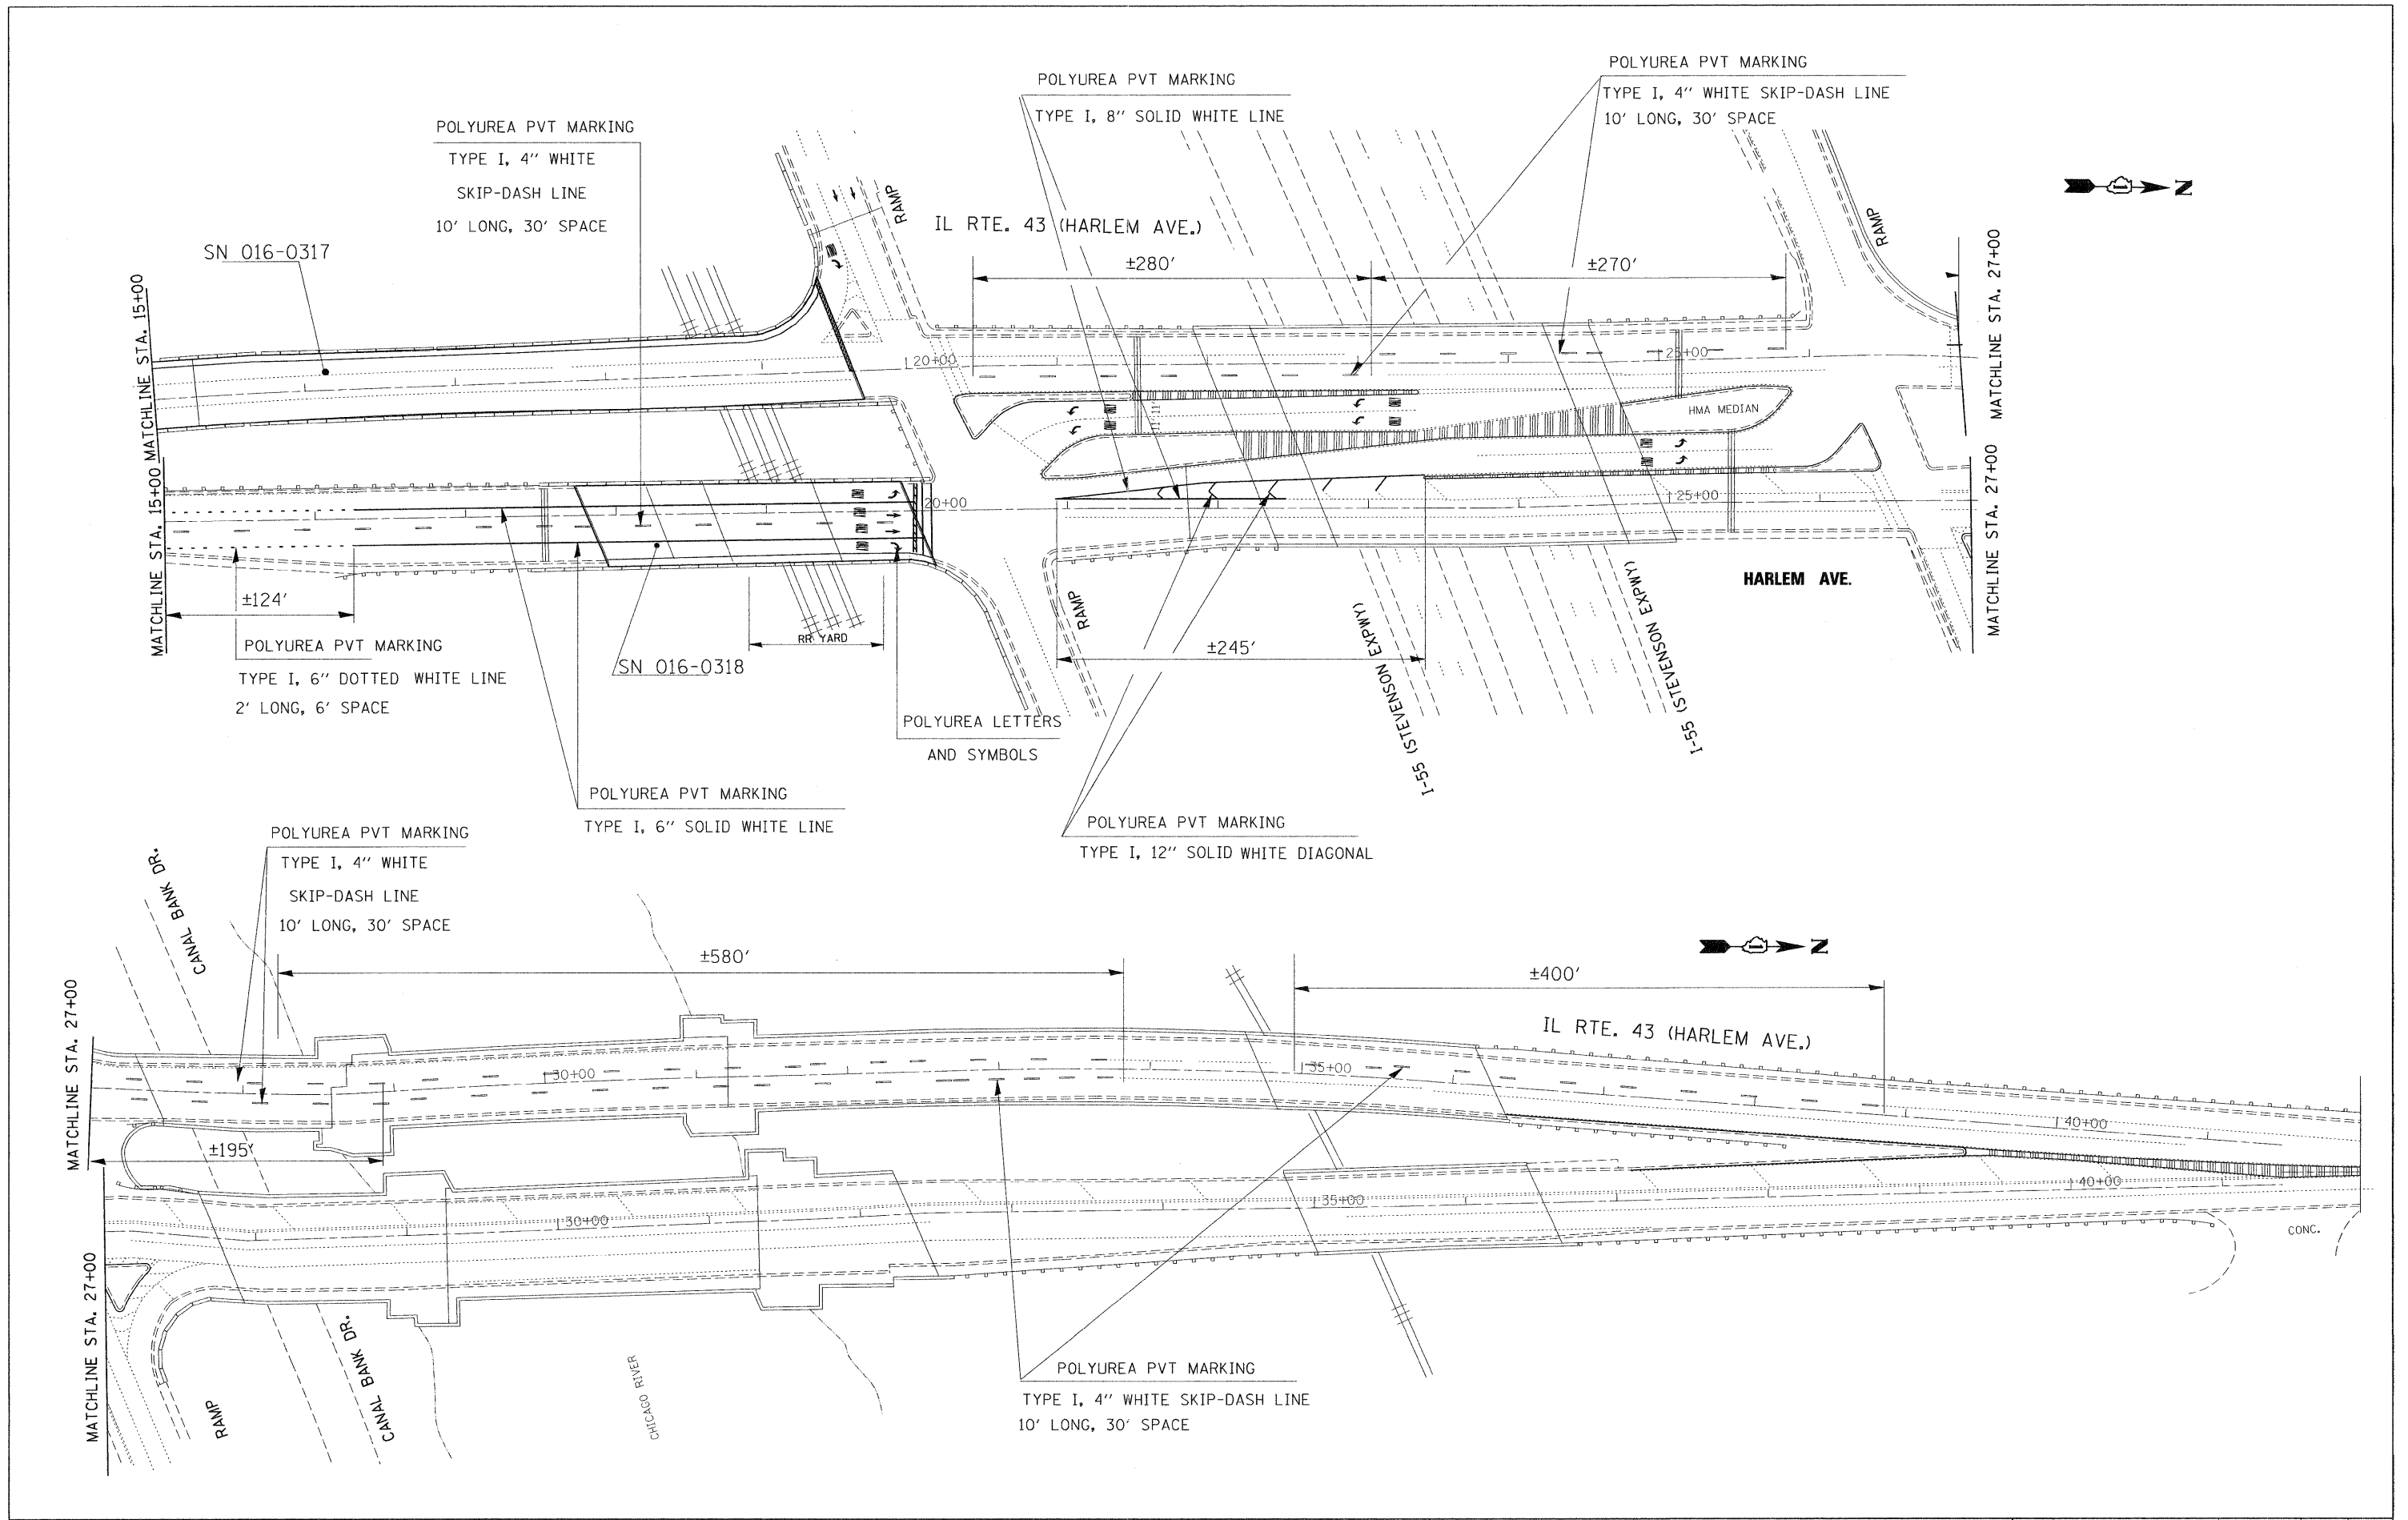 POLYUREA PVT MARKING
TYPE I, 4" WHITE SKIP-DASH LINE
10' LONG, 30' SPACE
POLYUREA PVT MARKING
TYPE I, 8" SOLID WHITE LINE
POLYUREA PVT MARKING
TYPE I, 4" WHITE
SKIP-DASH LINE
10' LONG, 30' SPACE
RAMP
IL RTE. 43 (HARLEM AVE.)
RAMP
N
SN 016-0317
±280'
±270'
MATCHLINE STA. 15+00
MATCHLINE STA. 27+00
20+00
25+00
HMA MEDIAN
MATCHLINE STA. 15+00
MATCHLINE STA. 27+00
20+00
25+00
HARLEM AVE.
±124'
RAMP
RR YARD
±245'
I-55 (STEVENSON EXPWY)
I-55 (STEVENSON EXPWY)
POLYUREA PVT MARKING
TYPE I, 6" DOTTED WHITE LINE
2' LONG, 6' SPACE
SN 016-0318
POLYUREA LETTERS
AND SYMBOLS
POLYUREA PVT MARKING
TYPE I, 6" SOLID WHITE LINE
POLYUREA PVT MARKING
TYPE I, 12" SOLID WHITE DIAGONAL
POLYUREA PVT MARKING
TYPE I, 4" WHITE
SKIP-DASH LINE
10' LONG, 30' SPACE
CANAL BANK DR.
±580'
N
±400'
IL RTE. 43 (HARLEM AVE.)
MATCHLINE STA. 27+00
30+00
35+00
40+00
±195'
30+00
35+00
40+00
CONC.
MATCHLINE STA. 27+00
RAMP
CANAL BANK DR.
CHICAGO RIVER
POLYUREA PVT MARKING
TYPE I, 4" WHITE SKIP-DASH LINE
10' LONG, 30' SPACE